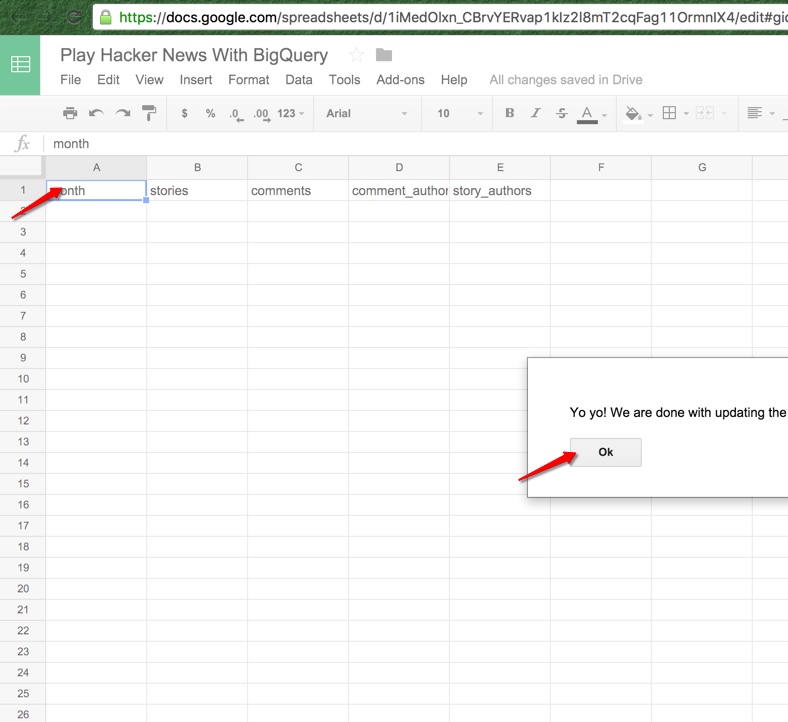 https://docs.google.com/spreadsheets/d/1iMedOlxn_CBrvYERvap1kIz2l8mT2cqFag11OrmnIX4/edit#gid
Play Hacker News With BigQuery
File Edit View Insert Format Data Tools Add-ons Help All changes saved in Drive
$ % .0 .00 123 Arial 10 B I S A
fx month
A B C D E F G
1 month stories comments comment_author story_authors
2
3
4
5
6
7
8
9
10
11
12
13
14
15
16
17
18
19
20
21
22
23
24
25
26
Yo yo! We are done with updating the
Ok